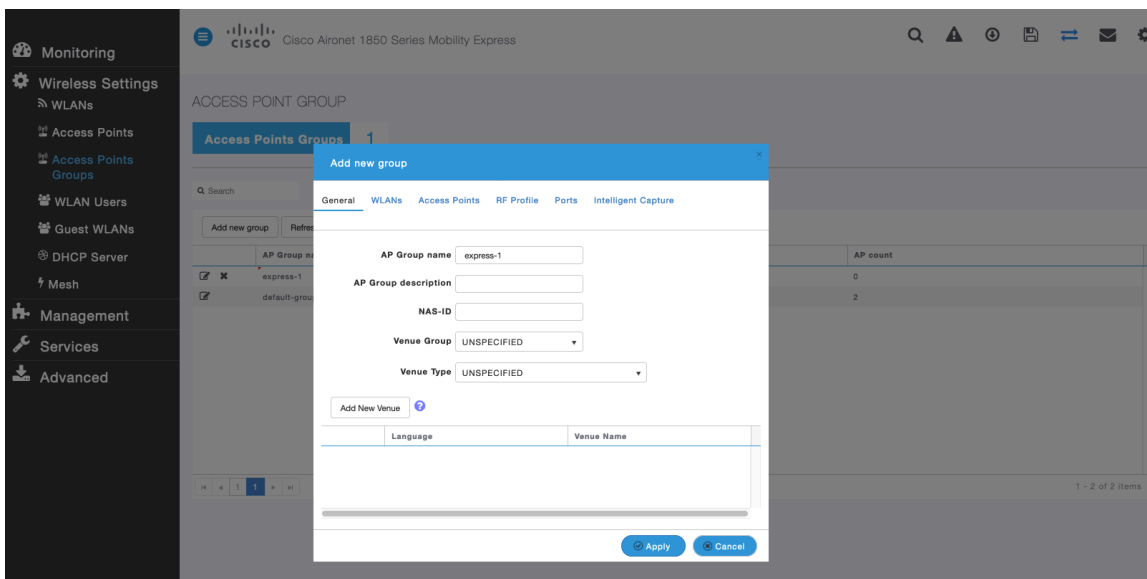 Monitoring
Wireless Settings
WLANs
Access Points
Access Points
Groups
WLAN Users
Guest WLANs
DHCP Server
Mesh
Management
Services
Advanced
CISCO
Cisco Aironet 1850 Series Mobility Express
ACCESS POINT GROUP
Access Points Groups 1
Search
Add new group
AP Group
AP count
express-1 0
2
Add new group
General WLANs Access Points RF Profile Ports Intelligent Capture
AP Group name express-1
AP Group description
NAS-ID
Venue Group UNSPECIFIED
Venue Type UNSPECIFIED
Add New Venue ?
Language Venue Name
Apply Cancel
1 1
1 - 2 of 2 items